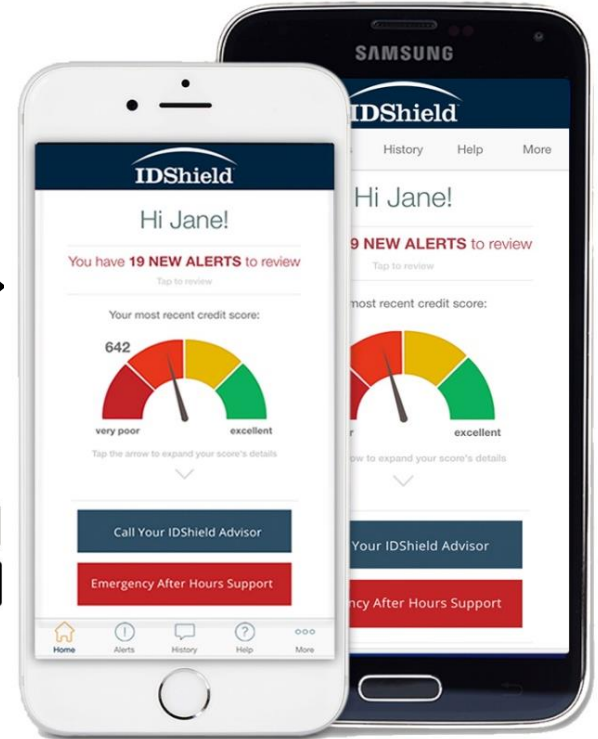 IDShield
Hi Jane!
You have 19 NEW ALERTS to review
Tap to review
Your most recent credit score:
642
very poor
excellent
Tap the arrow to expand your score's details
Call Your IDShield Advisor
Emergency After Hours Support
Home
Alerts
History
Help
More
SAMSUNG
IDShield
History
Help
More
Hi Jane!
9 NEW ALERTS to review
Tap to review
most recent credit score:
excellent
to expand your score's details
Your IDShield Advisor
After Hours Support